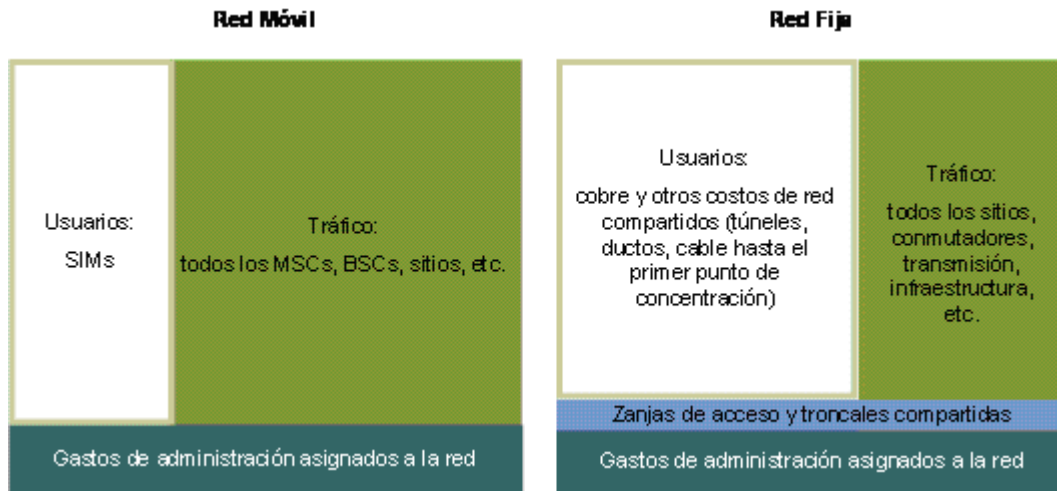 Red Móvil
Usuarios:
SIMs
Tráfico:
todos los MSCs, BSCs, sitios, etc.
Gastos de administración asignados a la red
Red Fija
Usuarios:
cobre y otros costos de red
compartidos (túneles,
ductos, cable hasta el
primer punto de
concentración)
Tráfico:
todos los sitios,
conmutadores,
transmisión,
infraestructura,
etc.
Zanjas de acceso y troncales compartidas
Gastos de administración asignados a la red